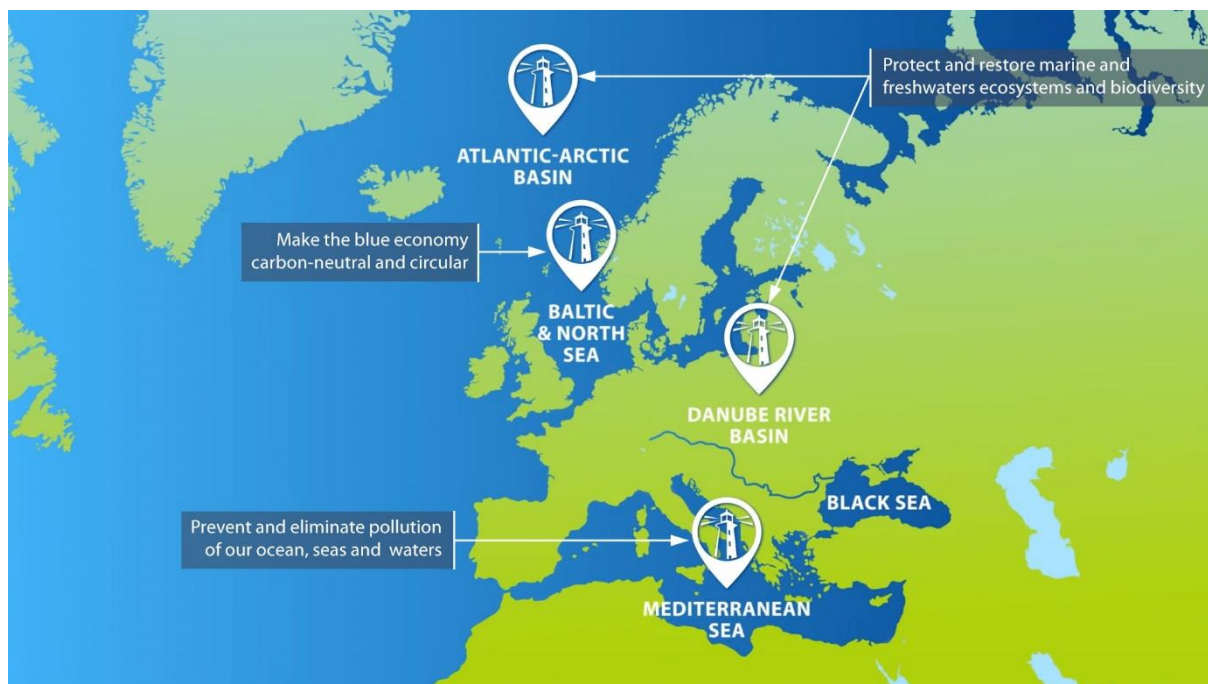 Protect and restore marine and
freshwaters ecosystems and biodiversity
ATLANTIC-ARCTIC
BASIN
Make the blue economy
carbon-neutral and circular
BALTIC
& NORTH
SEA
DANUBE RIVER
BASIN
BLACK SEA
Prevent and eliminate pollution
of our ocean, seas and waters
MEDITERRANEAN
SEA